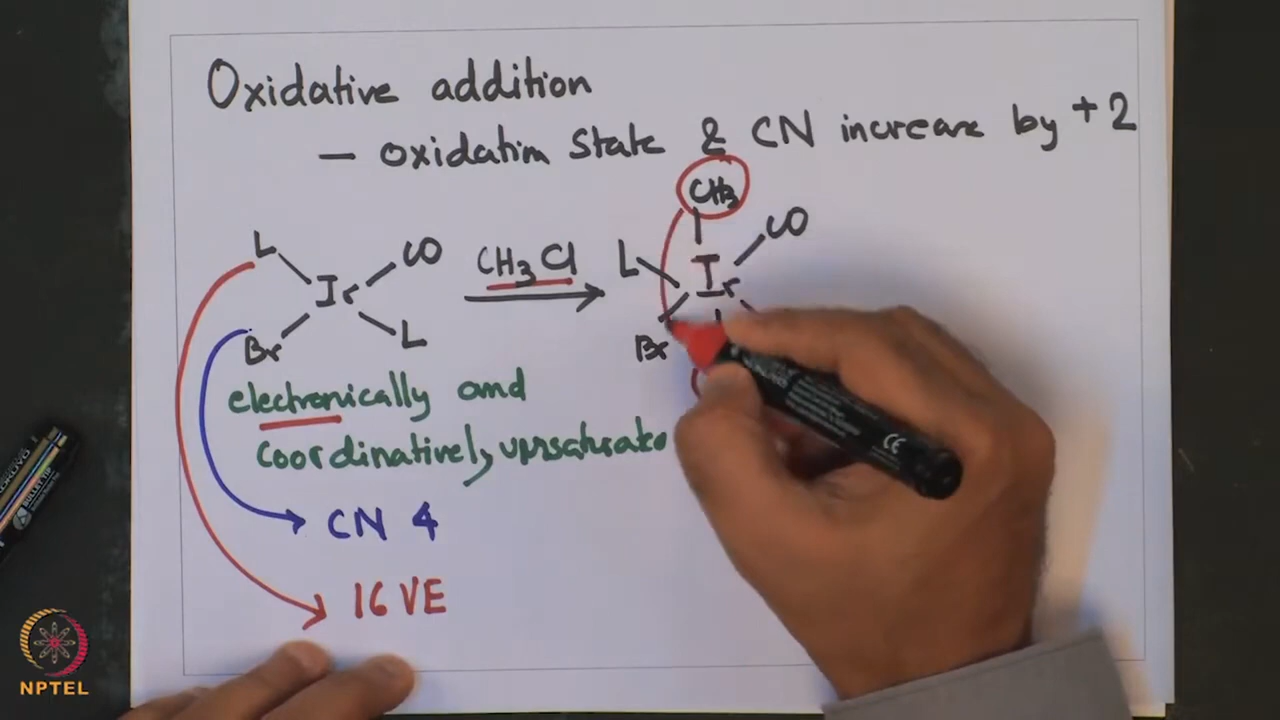 Oxidative addition
— oxidation state & CN increase by +2
CH3
L CO CH3Cl L CO
Ir Ir
Br L Br
electronically and
coordinatively unsaturate
CN 4
16 VE
NPTEL